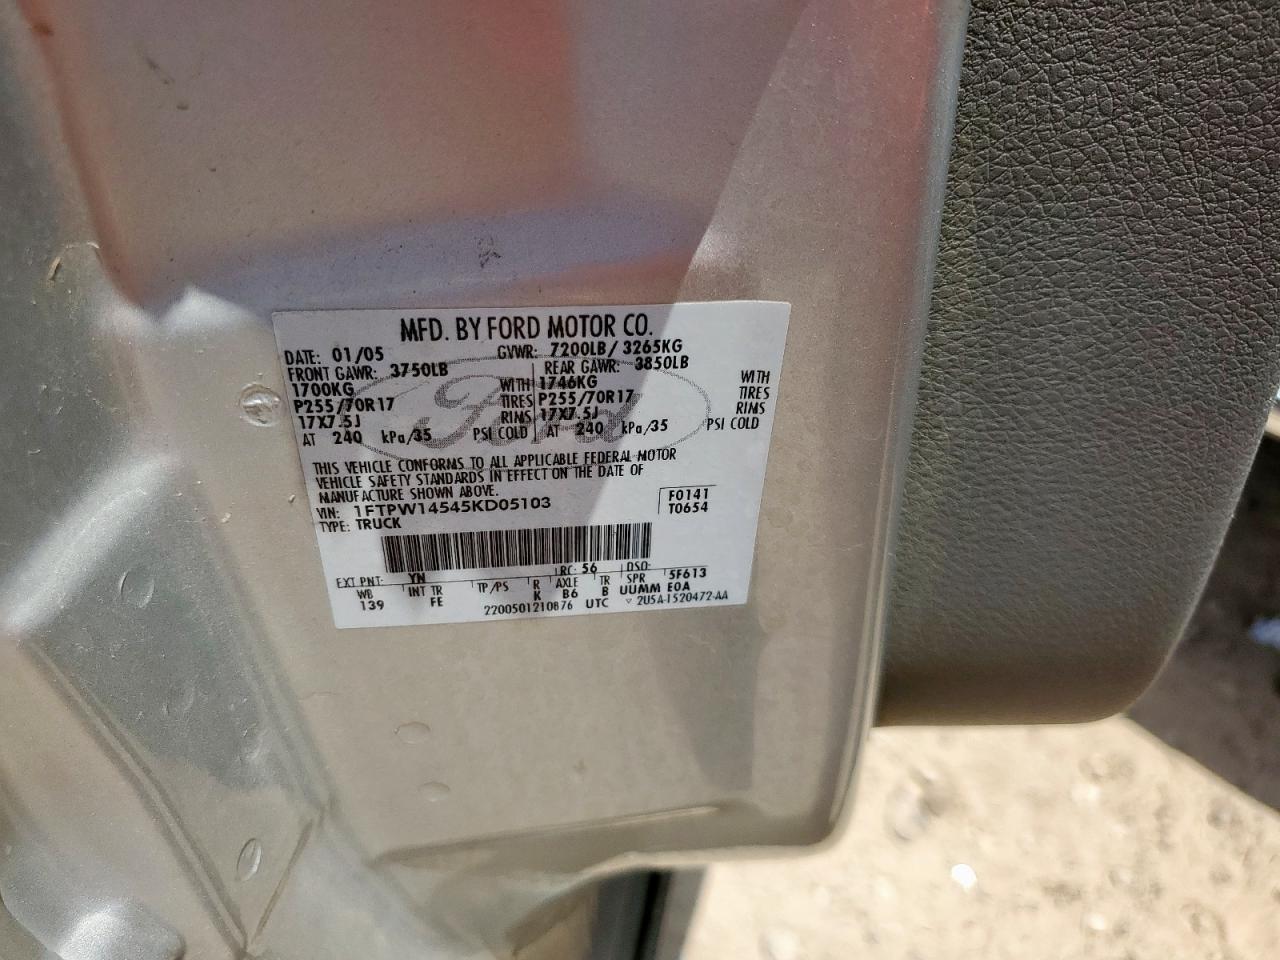 MFD. BY FORD MOTOR CO.
DATE: 01/05 GVWR: 7200LB/ 3265KG
FRONT GAWR: 3750LB REAR GAWR: 3850LB
1700KG WITH 1746KG WITH
P255/70R17 TIRES P255/70R17 TIRES
17X7.5J RIMS 17X7.5J RIMS
AT 240 kPa/35 PSI COLD AT 240 kPa/35 PSI COLD
Ford
THIS VEHICLE CONFORMS TO ALL APPLICABLE FEDERAL MOTOR
VEHICLE SAFETY STANDARDS IN EFFECT ON THE DATE OF
MANUFACTURE SHOWN ABOVE.
VIN: 1FTPW14545KD05103 F0141
TYPE: TRUCK T0654
EXT PNT: YN RC: 56 DSO:
WB INT TR TP/PS R AXLE TR SPR 5F613
139 FE K B6 B UUMM E0A
2200501210876 UTC ▽ 2U5A-1520472-AA